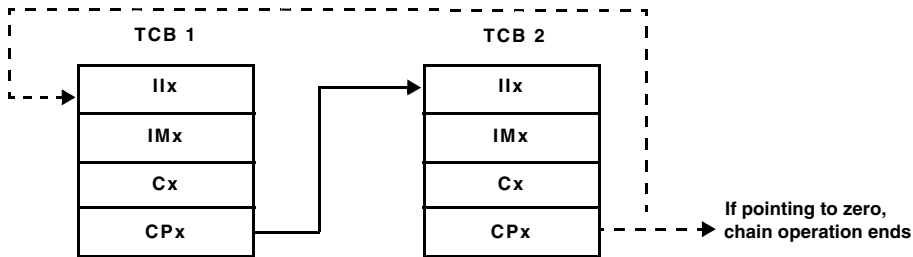 TCB 1
TCB 2
IIx
IIx
IMx
IMx
Cx
Cx
CPx
CPx
If pointing to zero,
chain operation ends